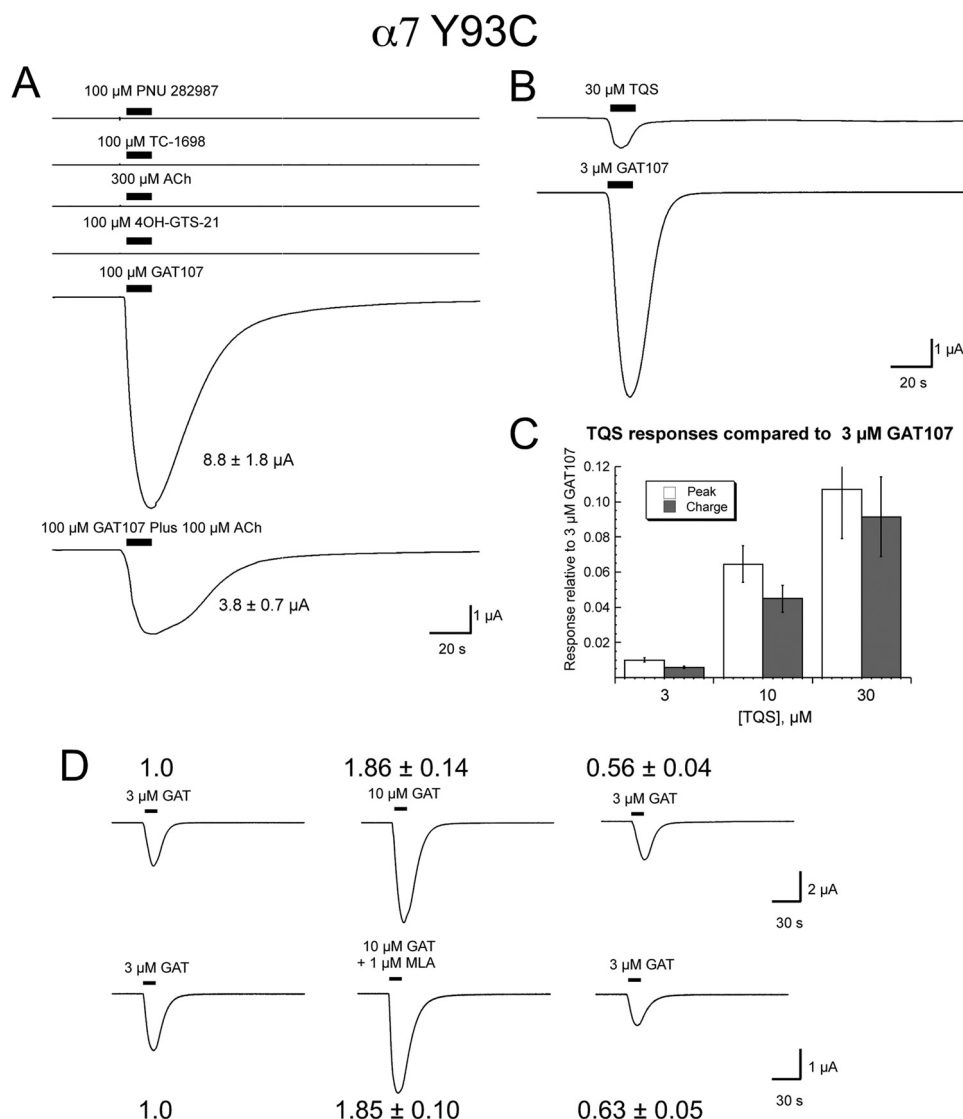 α7 Y93C
A
100 µM PNU 282987
100 µM TC-1698
300 µM ACh
100 µM 4OH-GTS-21
100 µM GAT107
8.8 ± 1.8 µA
100 µM GAT107 Plus 100 µM ACh
3.8 ± 0.7 µA
1 µA
20 s
B
30 µM TQS
3 µM GAT107
1 µA
20 s
C
TQS responses compared to 3 µM GAT107
Response relative to 3 µM GAT107
0.12
0.10
0.08
0.06
0.04
0.02
Peak
Charge
3
10
30
[TQS], µM
D
1.0
1.86 ± 0.14
0.56 ± 0.04
3 µM GAT
10 µM GAT
3 µM GAT
2 µA
30 s
3 µM GAT
10 µM GAT
+ 1 µM MLA
3 µM GAT
1 µA
30 s
1.0
1.85 ± 0.10
0.63 ± 0.05